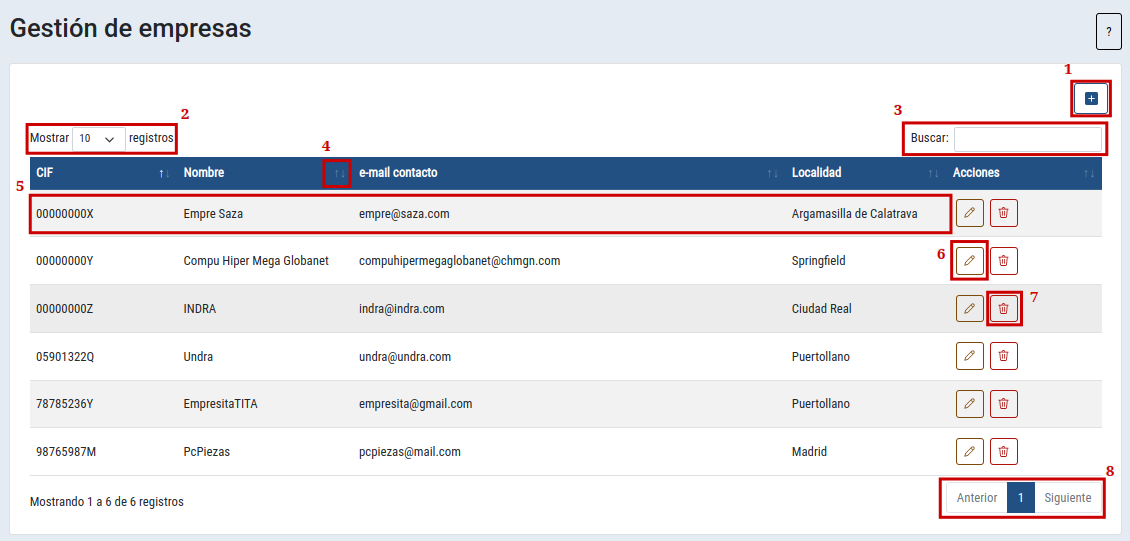 Gestión de empresas
?
1
2
3
Mostrar 10 registros
Buscar:
4
CIF Nombre e-mail contacto Localidad Acciones
5
00000000X Empre Saza empre@saza.com Argamasilla de Calatrava
6
00000000Y Compu Hiper Mega Globanet compuhipermegaglobanet@chmgn.com Springfield
7
00000000Z INDRA indra@indra.com Ciudad Real
05901322Q Undra undra@undra.com Puertollano
78785236Y EmpresitaTITA empresita@gmail.com Puertollano
98765987M PcPiezas pcpiezas@mail.com Madrid
8
Mostrando 1 a 6 de 6 registros
Anterior 1 Siguiente